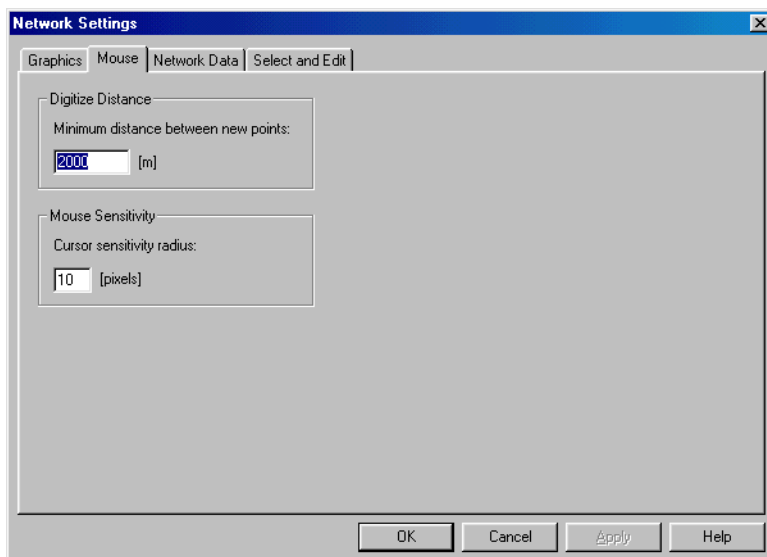 Network Settings
Graphics Mouse Network Data Select and Edit
Digitize Distance
Minimum distance between new points:
2000 [m]
Mouse Sensitivity
Cursor sensitivity radius:
10 [pixels]
OK Cancel Apply Help